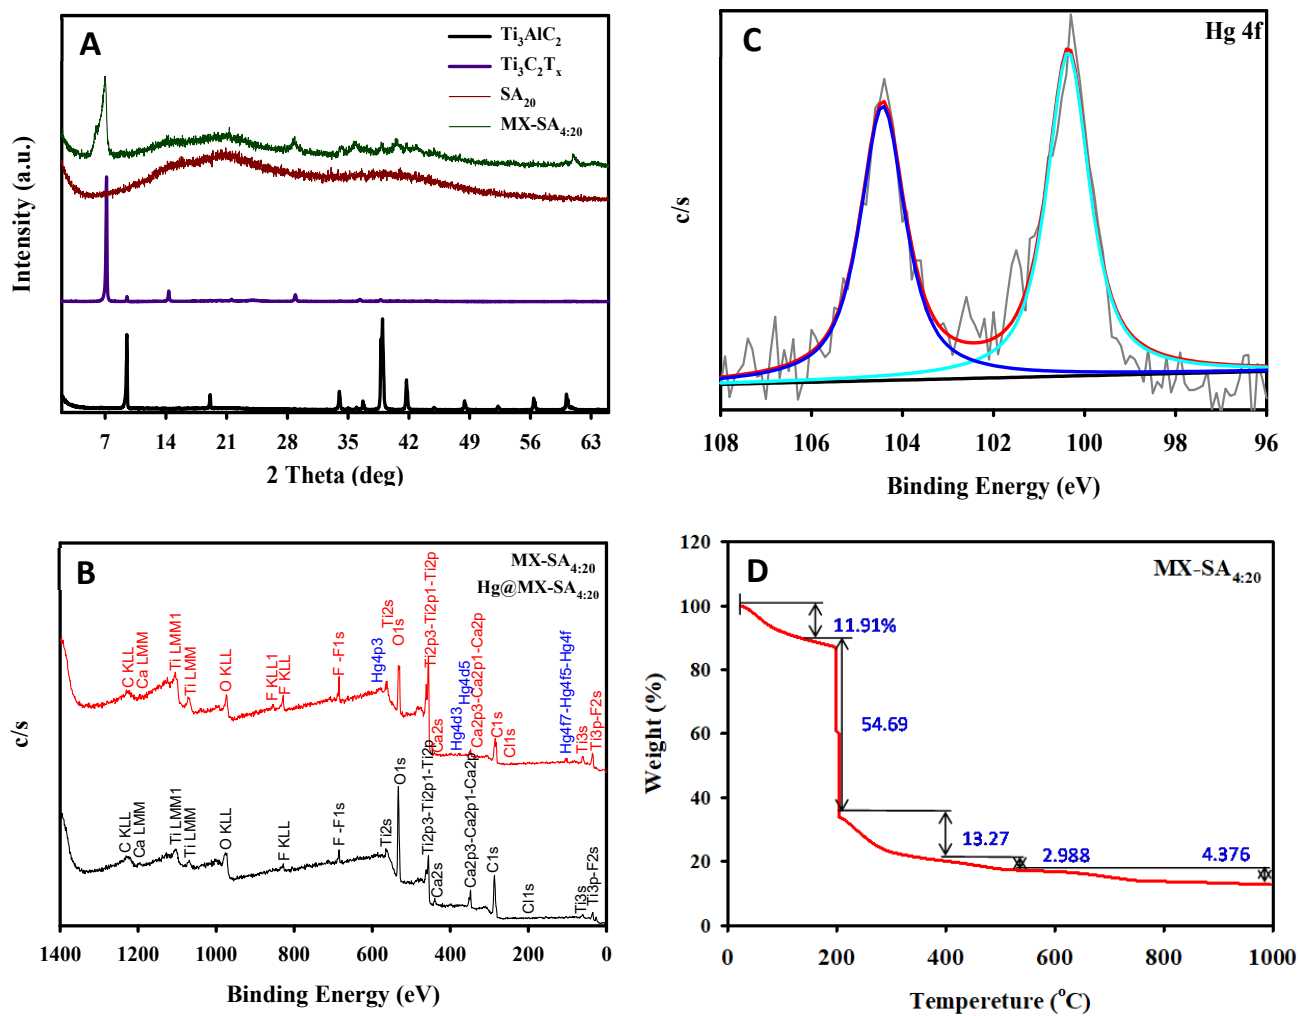 A
Ti3AlC2
Ti3C2Tx
SA20
MX-SA4:20
Intensity (a.u.)
7 14 21 28 35 42 49 56 63
2 Theta (deg)
C
Hg 4f
c/s
108 106 104 102 100 98 96
Binding Energy (eV)
B
MX-SA4:20
Hg@MX-SA4:20
C KLL
Ca LMM
Ti LMM1
Ti LMM
O KLL
F KLL1
F KLL
F -F1s
Hg4p3
Ti2s
O1s
Ti2p3-Ti2p1-Ti2p
Ca2s
Hg4d3
Hg4d5
Ca2p3-Ca2p1-Ca2p
C1s
Cl1s
Hg4f7-Hg4f5-Hg4f
Ti3s
Ti3p-F2s
C KLL
Ca LMM
Ti LMM1
Ti LMM
O KLL
F KLL
F -F1s
Ti2s
O1s
Ti2p3-Ti2p1-Ti2p
Ca2s
Ca2p3-Ca2p1-Ca2p
C1s
Cl1s
Ti3s
Ti3p-F2s
c/s
1400 1200 1000 800 600 400 200 0
Binding Energy (eV)
D
MX-SA4:20
120
100
80
60
40
20
0
11.91%
54.69
13.27
2.988
4.376
Weight (%)
0 200 400 600 800 1000
Tempereture (oC)